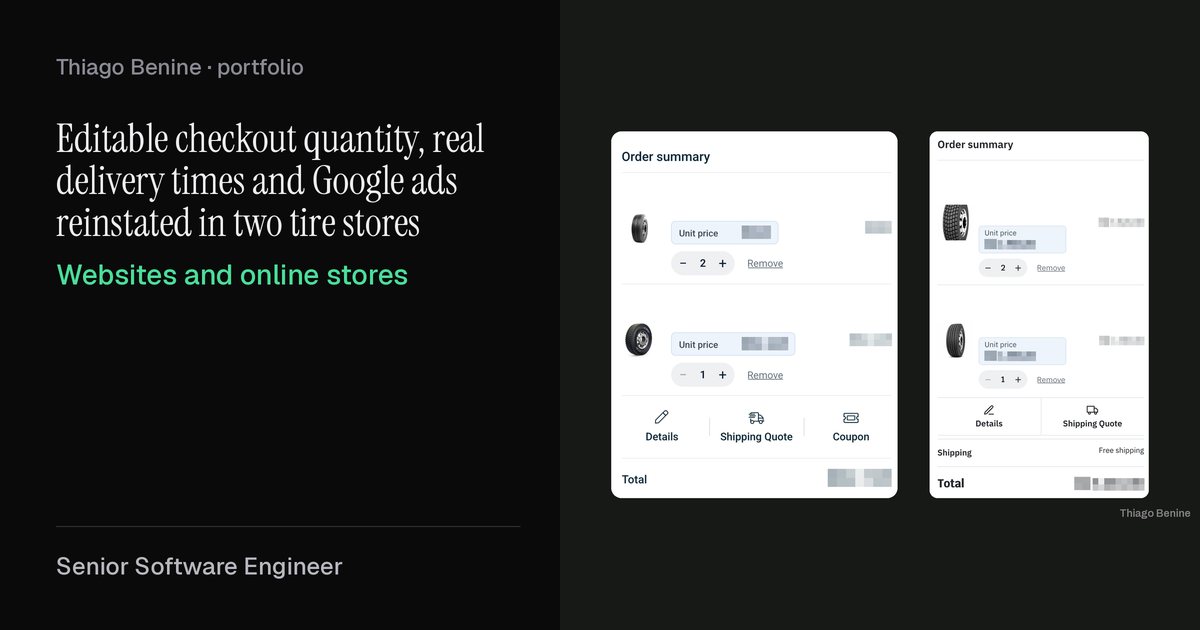 Thiago Benine · portfolio
Editable checkout quantity, real
delivery times and Google ads
reinstated in two tire stores
Websites and online stores
Senior Software Engineer
Order summary
Unit price
− 2 + Remove
Unit price
− 1 + Remove
Details Shipping Quote Coupon
Total
Order summary
Unit price
− 2 + Remove
Unit price
− 1 + Remove
Details Shipping Quote
Shipping Free shipping
Total
Thiago Benine